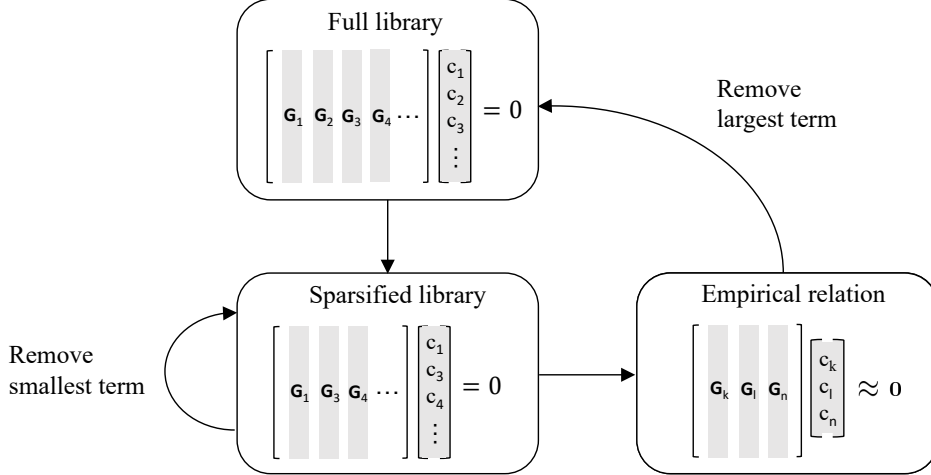 Full library
G₁ G₂ G₃ G₄ ⋯ c₁ c₂ c₃ ⋮ = 0
Remove
largest term
Sparsified library
G₁ G₃ G₄ ⋯ c₁ c₃ c₄ ⋮ = 0
Remove
smallest term
Empirical relation
Gₖ Gₗ Gₙ cₖ cₗ cₙ ≈ 0